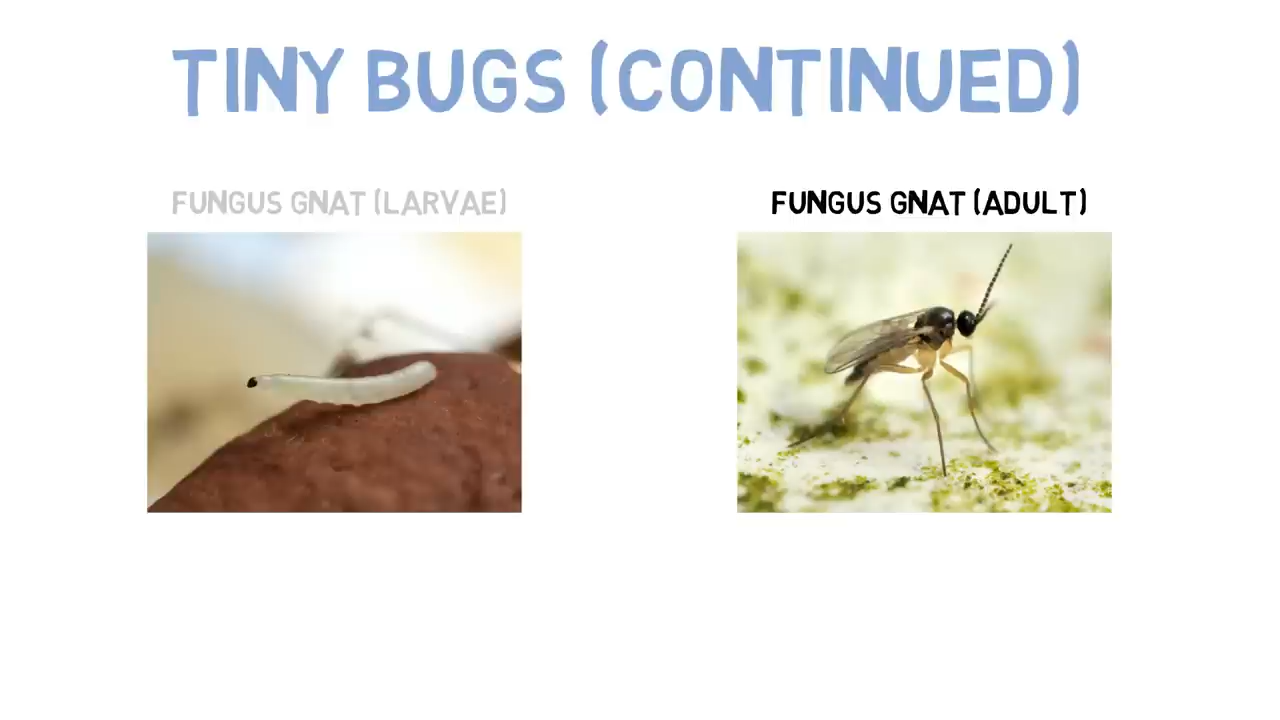 TINY BUGS (CONTINUED)
FUNGUS GNAT (LARVAE)
FUNGUS GNAT (ADULT)